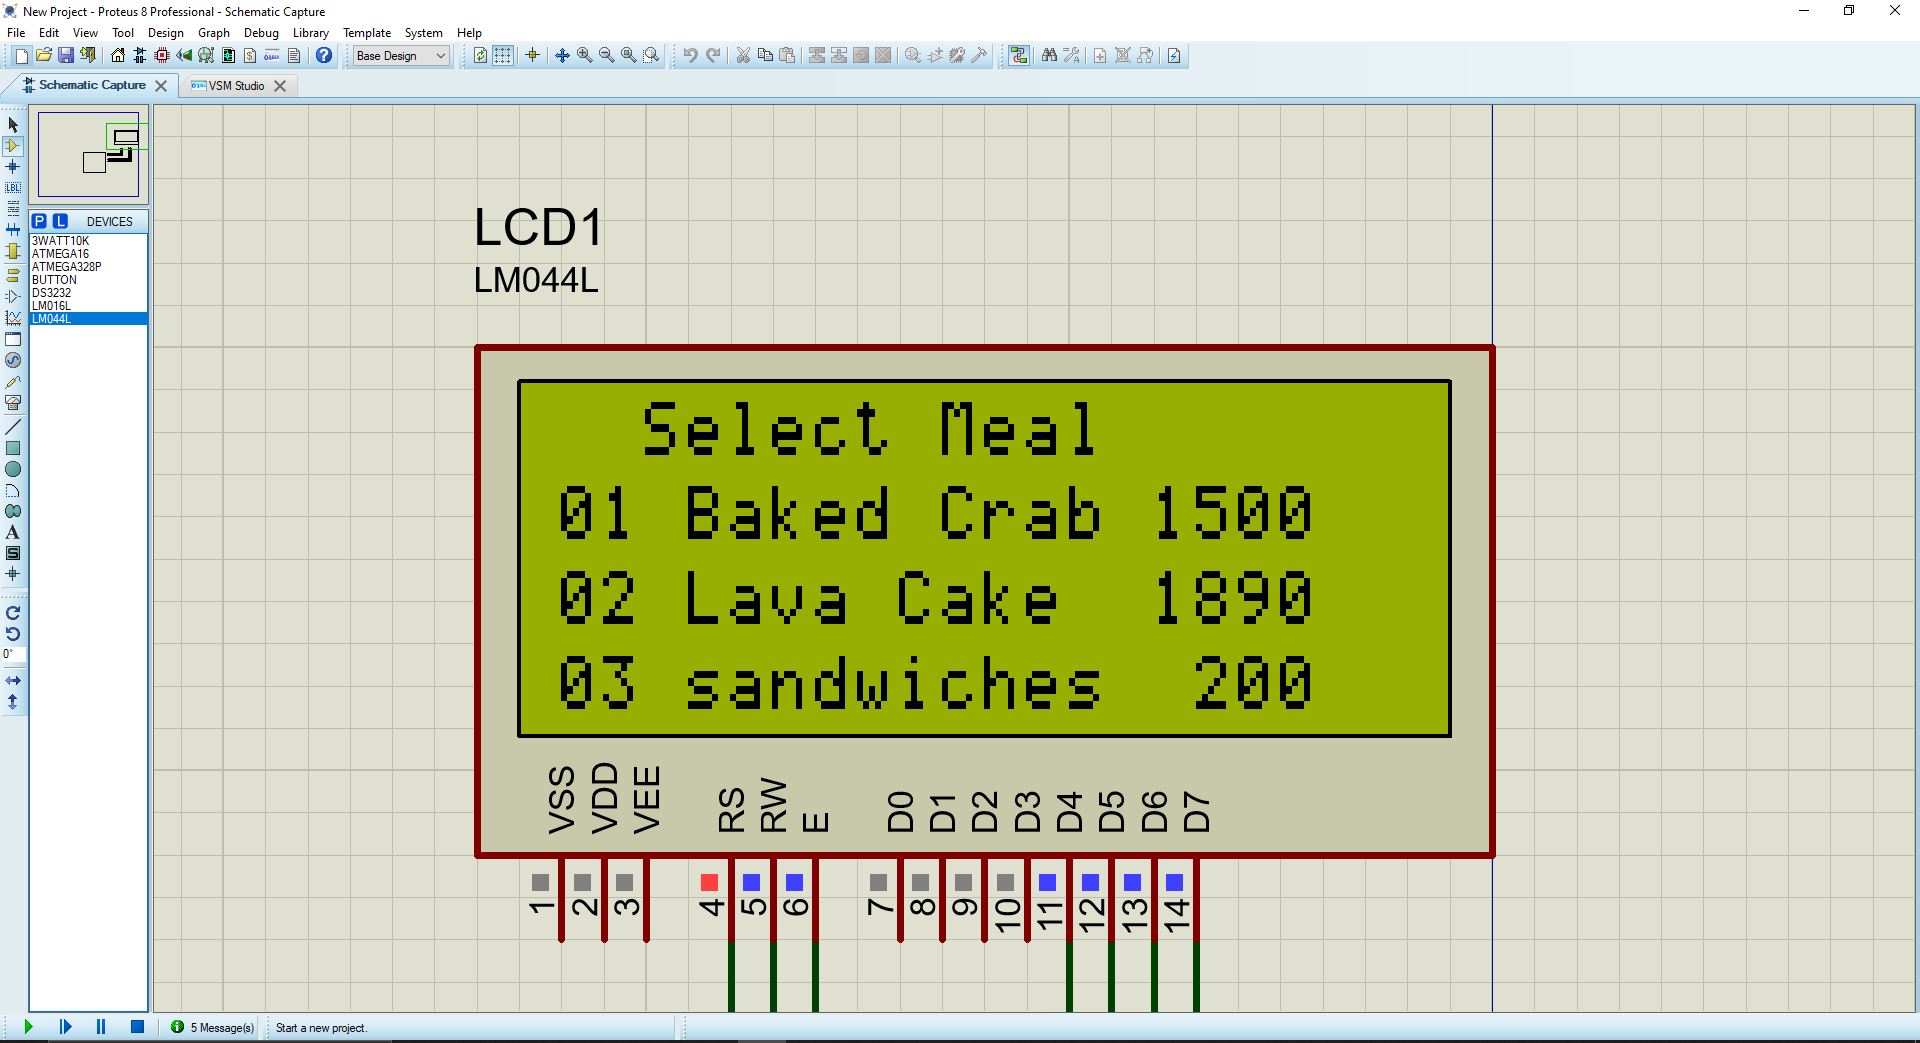 New Project - Proteus 8 Professional - Schematic Capture
File Edit View Tool Design Graph Debug Library Template System Help
Base Design
Schematic Capture VSM Studio
P L DEVICES
3WATT10K
ATMEGA16
ATMEGA328P
BUTTON
DS3232
LM016L
LM044L
LBL
A
S
0°
LCD1
LM044L
Select Meal
01 Baked Crab 1500
02 Lava Cake 1890
03 sandwiches 200
VSS VDD VEE RS RW E D0 D1 D2 D3 D4 D5 D6 D7
1 2 3 4 5 6 7 8 9 10 11 12 13 14
5 Message(s) Start a new project.